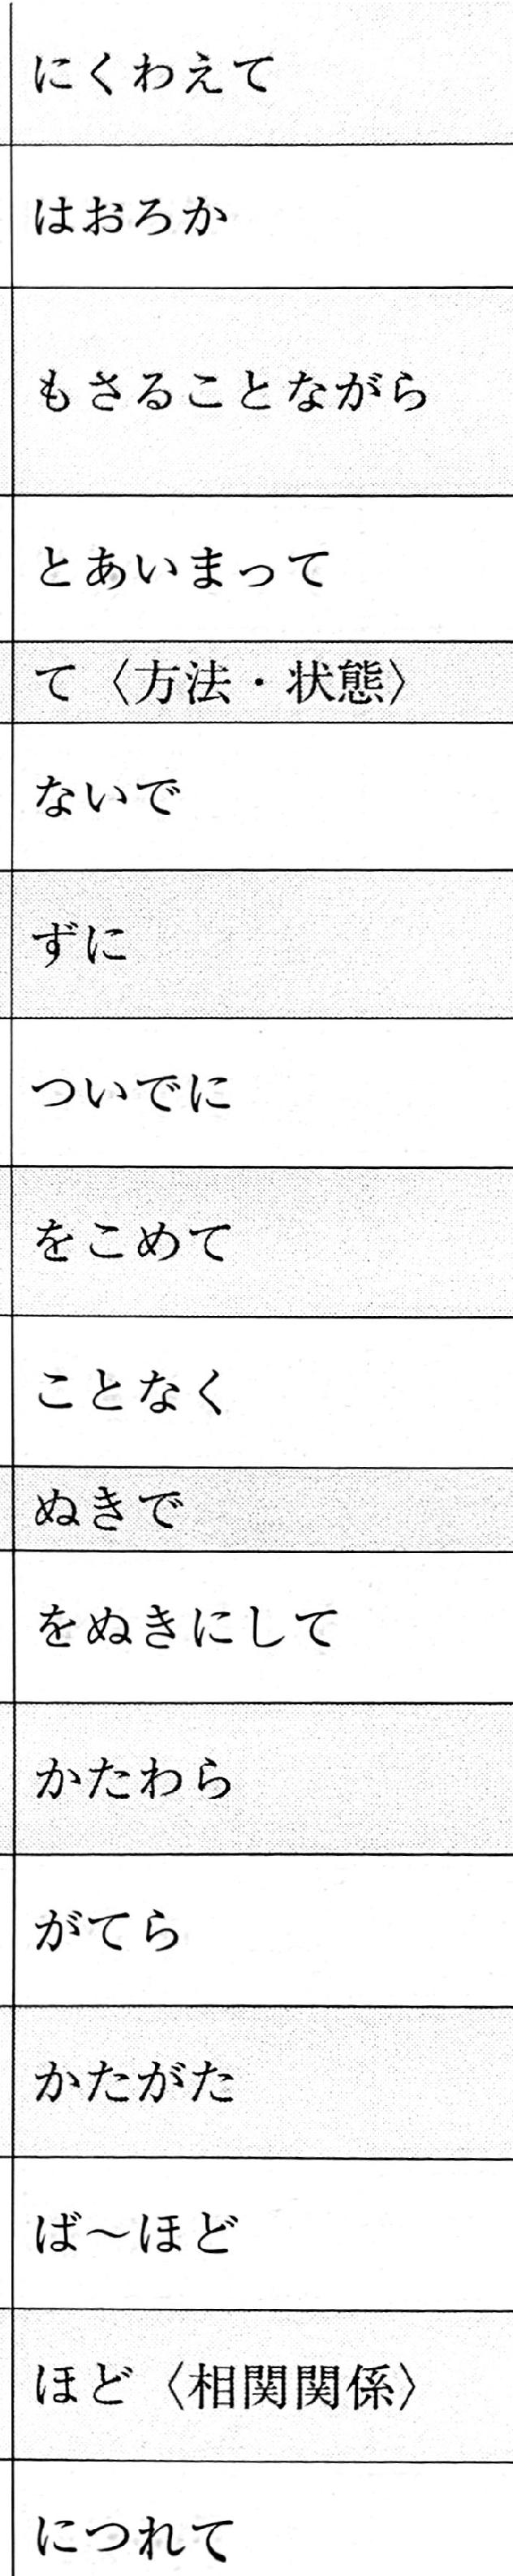 にくわえて
はおろか
もさることながら
とあいまって
て〈方法・状態〉
ないで
ずに
ついでに
をこめて
ことなく
ぬきで
をぬきにして
かたわら
がてら
かたがた
ば〜ほど
ほど〈相関関係〉
につれて